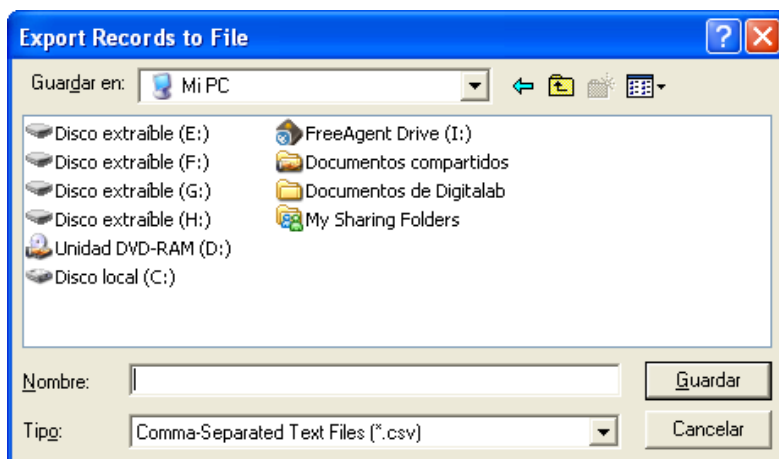 Export Records to File
Guardar en: Mi PC
Disco extraíble (E:)
Disco extraíble (F:)
Disco extraíble (G:)
Disco extraíble (H:)
Unidad DVD-RAM (D:)
Disco local (C:)
FreeAgent Drive (I:)
Documentos compartidos
Documentos de Digitalab
My Sharing Folders
Nombre:
Guardar
Tipo: Comma-Separated Text Files (*.csv)
Cancelar